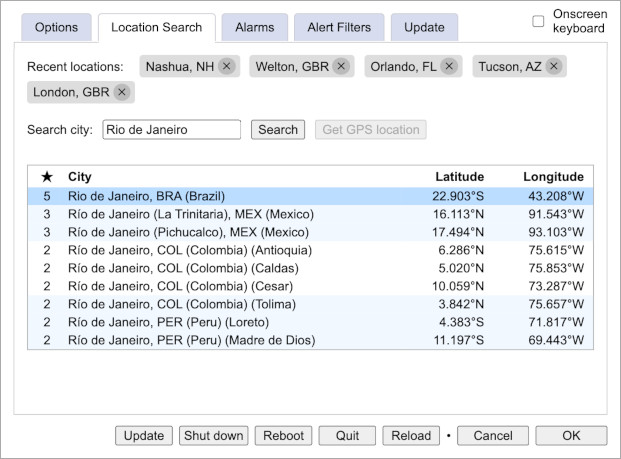 Options Location Search Alarms Alert Filters Update Onscreen keyboard
Recent locations: Nashua, NH × Welton, GBR × Orlando, FL × Tucson, AZ ×
London, GBR ×
Search city: Rio de Janeiro Search Get GPS location
★ City Latitude Longitude
5 Rio de Janeiro, BRA (Brazil) 22.903°S 43.208°W
3 Río de Janeiro (La Trinitaria), MEX (Mexico) 16.113°N 91.543°W
3 Río de Janeiro (Pichucalco), MEX (Mexico) 17.494°N 93.103°W
2 Río de Janeiro, COL (Colombia) (Antioquia) 6.286°N 75.615°W
2 Río de Janeiro, COL (Colombia) (Caldas) 5.020°N 75.853°W
2 Río de Janeiro, COL (Colombia) (Cesar) 10.059°N 73.287°W
2 Río de Janeiro, COL (Colombia) (Tolima) 3.842°N 75.657°W
2 Río de Janeiro, PER (Peru) (Loreto) 4.383°S 71.817°W
2 Río de Janeiro, PER (Peru) (Madre de Dios) 11.197°S 69.443°W
Update Shut down Reboot Quit Reload • Cancel OK